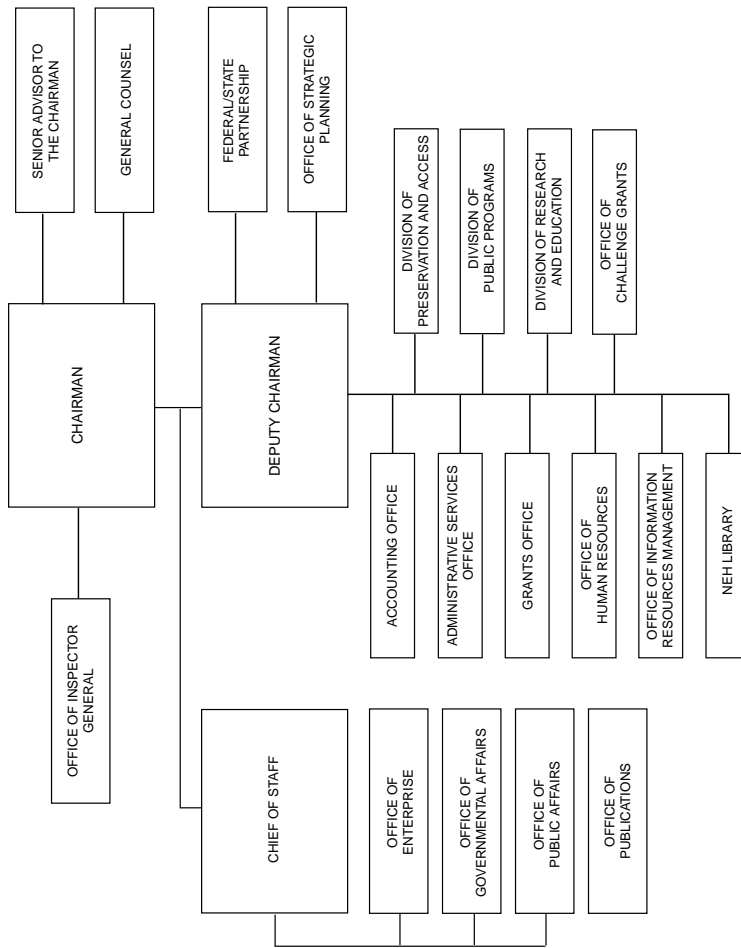 SENIOR ADVISOR TO
THE CHAIRMAN
GENERAL COUNSEL
CHAIRMAN
OFFICE OF INSPECTOR
GENERAL
FEDERAL/STATE
PARTNERSHIP
OFFICE OF STRATEGIC
PLANNING
DEPUTY CHAIRMAN
CHIEF OF STAFF
DIVISION OF
PRESERVATION AND ACCESS
DIVISION OF
PUBLIC PROGRAMS
DIVISION OF RESEARCH
AND EDUCATION
OFFICE OF
CHALLENGE GRANTS
ACCOUNTING OFFICE
ADMINISTRATIVE SERVICES
OFFICE
GRANTS OFFICE
OFFICE OF
HUMAN RESOURCES
OFFICE OF INFORMATION
RESOURCES MANAGEMENT
NEH LIBRARY
OFFICE OF
ENTERPRISE
OFFICE OF
GOVERNMENTAL AFFAIRS
OFFICE OF
PUBLIC AFFAIRS
OFFICE OF
PUBLICATIONS